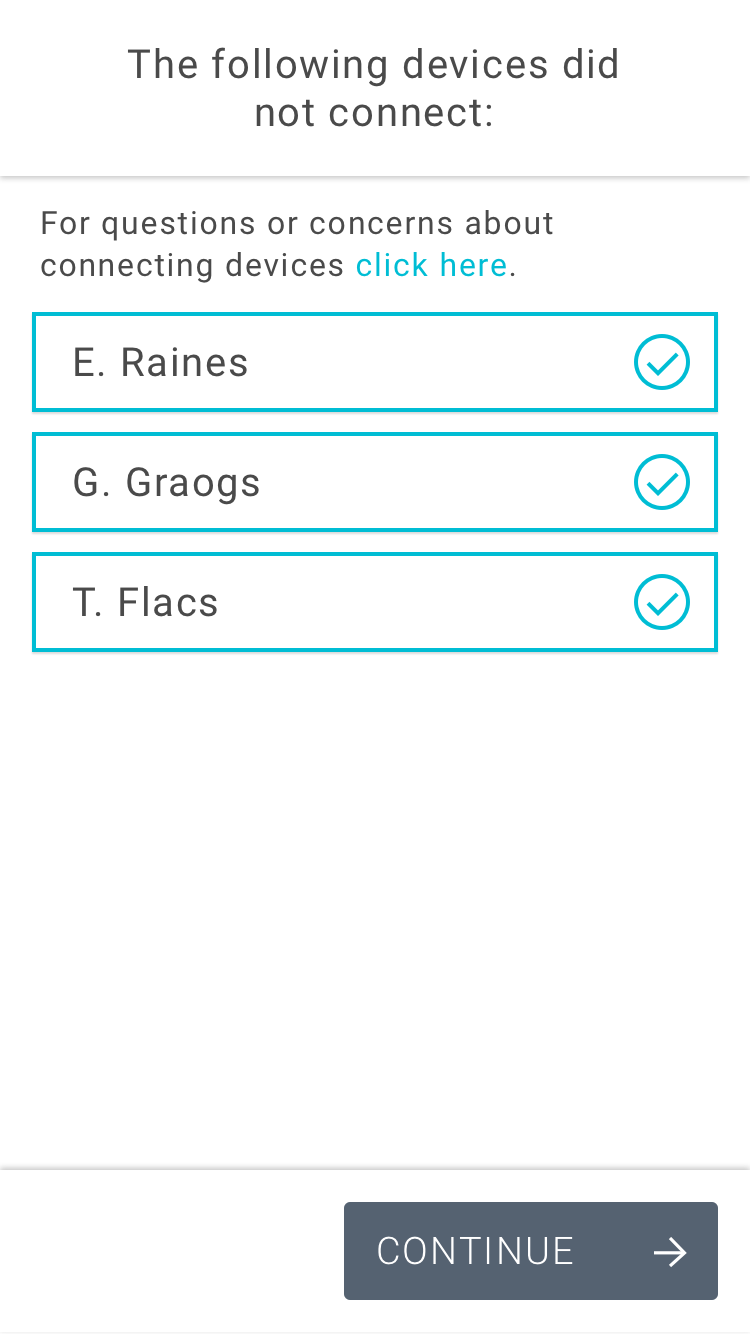 The following devices did
not connect:
For questions or concerns about
connecting devices click here.
E. Raines
G. Graogs
T. Flacs
CONTINUE